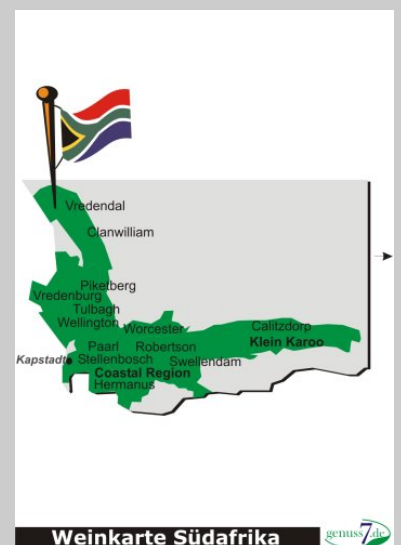 Vredendal
Clanwilliam
Piketberg
Vredenburg
Tulbagh
Wellington
Worcester
Calitzdorp
Paarl
Robertson
Klein Karoo
Kapstadt
Stellenbosch
Swellendam
Coastal Region
Hermanus
Weinkarte Südafrika
genuss7.de